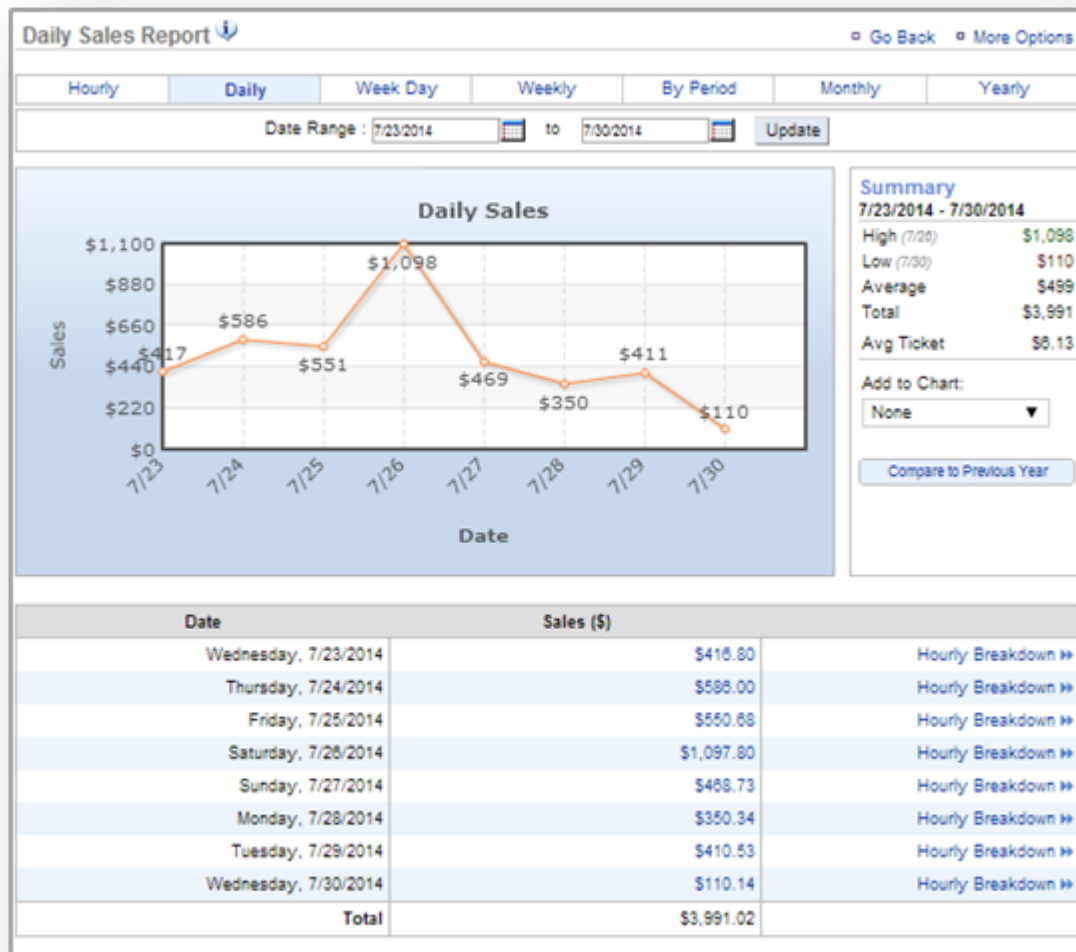 Daily Sales Report
Go Back More Options
Hourly Daily Week Day Weekly By Period Monthly Yearly
Date Range : 7/23/2014 to 7/30/2014 Update
Daily Sales
Sales
$1,100
$880
$660
$440
$220
$0
$417
$586
$551
$1,098
$469
$350
$411
$110
7/23 7/24 7/25 7/26 7/27 7/28 7/29 7/30
Date
Summary
7/23/2014 - 7/30/2014
High (7/26) $1,098
Low (7/30) $110
Average $499
Total $3,991
Avg Ticket $6.13
Add to Chart:
None
Compare to Previous Year
Date Sales ($)
Wednesday, 7/23/2014 $416.80 Hourly Breakdown
Thursday, 7/24/2014 $586.00 Hourly Breakdown
Friday, 7/25/2014 $550.68 Hourly Breakdown
Saturday, 7/26/2014 $1,097.80 Hourly Breakdown
Sunday, 7/27/2014 $468.73 Hourly Breakdown
Monday, 7/28/2014 $350.34 Hourly Breakdown
Tuesday, 7/29/2014 $410.53 Hourly Breakdown
Wednesday, 7/30/2014 $110.14 Hourly Breakdown
Total $3,991.02